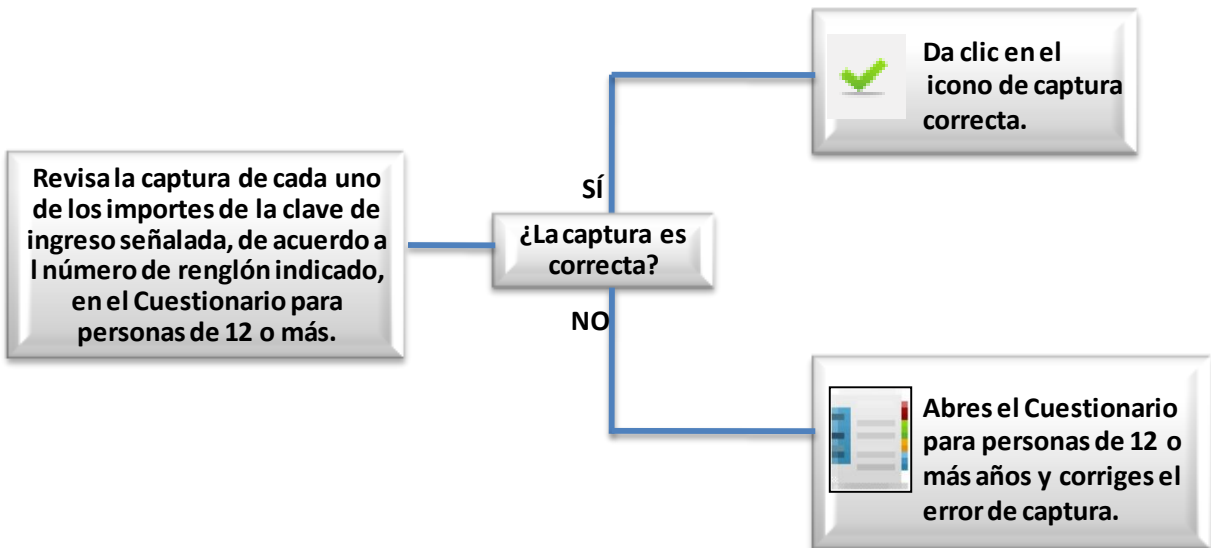 Revisa la captura de cada uno
de los importes de la clave de
ingreso señalada, de acuerdo a
l número de renglón indicado,
en el Cuestionario para
personas de 12 o más.
¿La captura es
correcta?
SÍ
Da clic en el
icono de captura
correcta.
NO
Abres el Cuestionario
para personas de 12 o
más años y corriges el
error de captura.